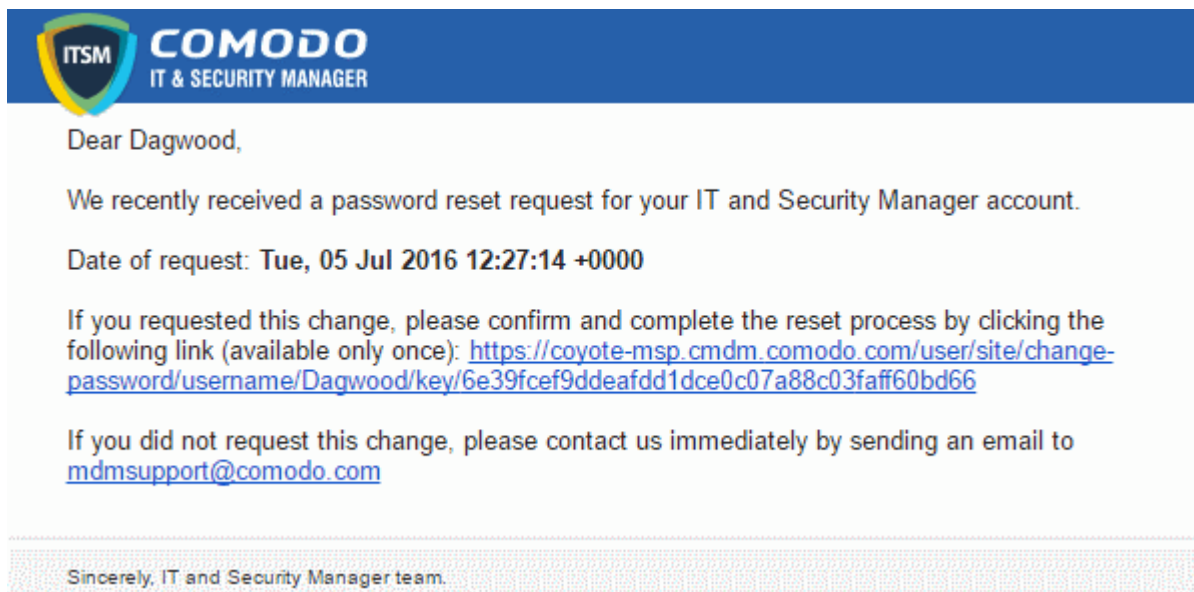 ITSM
COMODO
IT & SECURITY MANAGER
Dear Dagwood,
We recently received a password reset request for your IT and Security Manager account.
Date of request: Tue, 05 Jul 2016 12:27:14 +0000
If you requested this change, please confirm and complete the reset process by clicking the
following link (available only once): https://coyote-msp.cmdm.comodo.com/user/site/change-
password/username/Dagwood/key/6e39fcef9ddeafdd1dce0c07a88c03faff60bd66
If you did not request this change, please contact us immediately by sending an email to
mdmsupport@comodo.com
Sincerely, IT and Security Manager team.